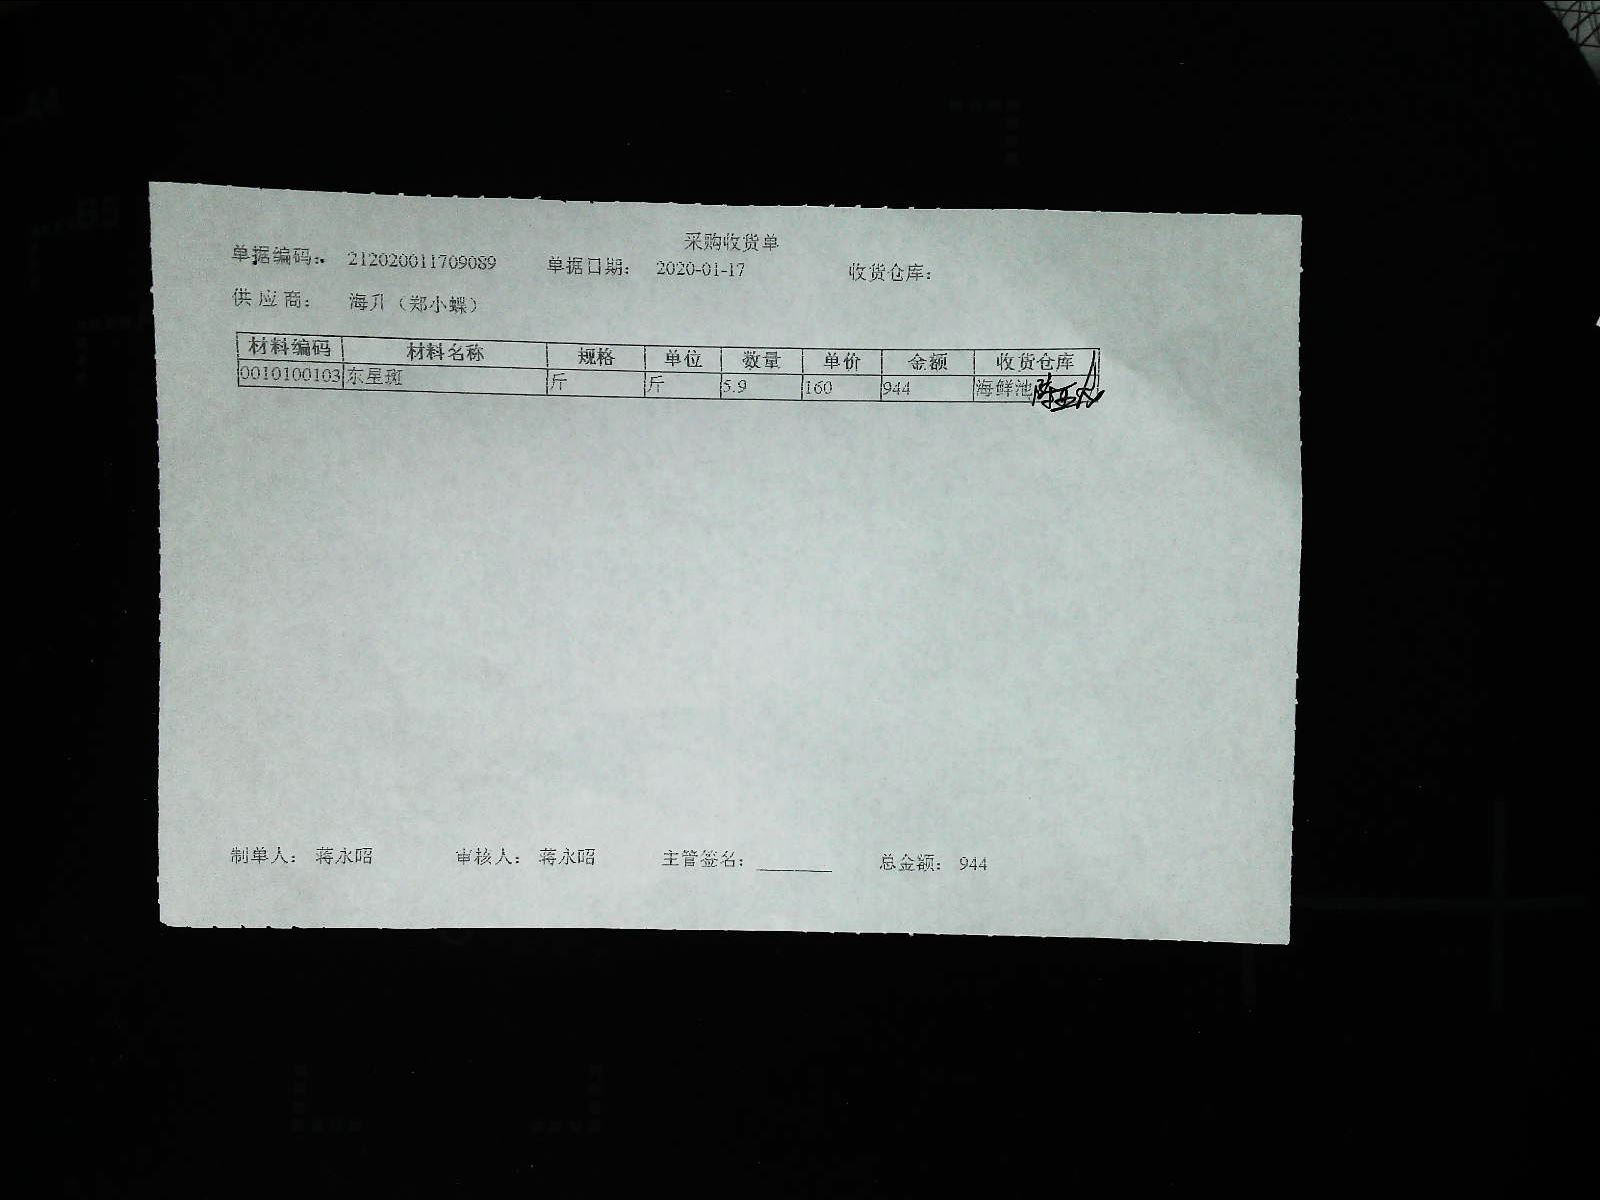 采购收货单
单据编码: 212020011709089 单据日期: 2020-01-17 收货仓库:
供应商: 海升（郑小蝶）
材料编码 材料名称 规格 单位 数量 单价 金额 收货仓库
0010100103 东星斑 斤 斤 5.9 160 944 海鲜池
制单人: 蒋永昭 审核人: 蒋永昭 主管签名: 总金额: 944